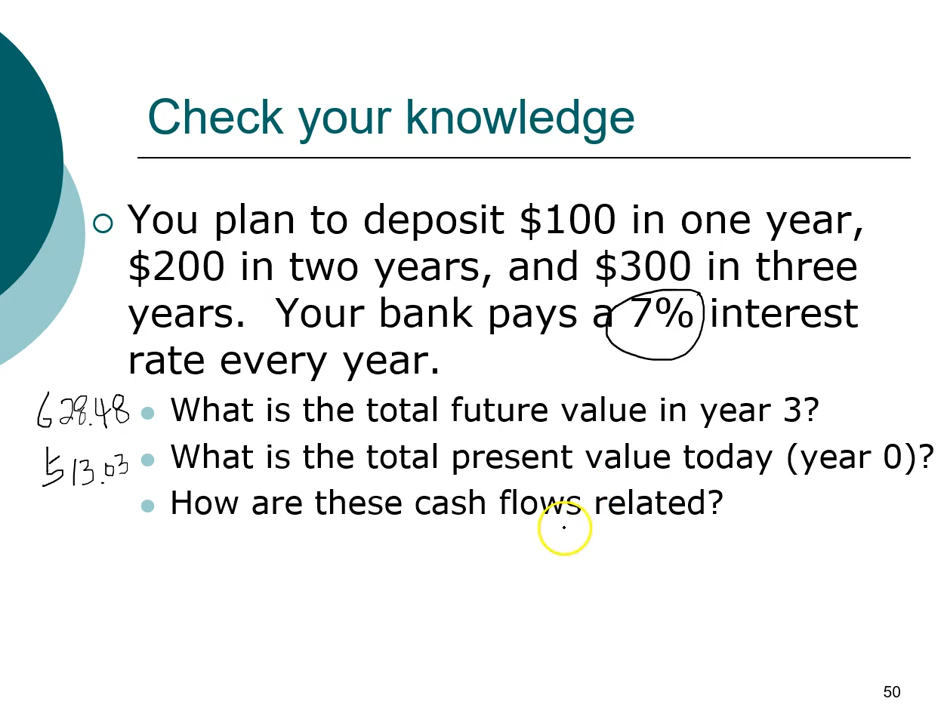 Check your knowledge
You plan to deposit $100 in one year,
$200 in two years, and $300 in three
years. Your bank pays a 7% interest
rate every year.
628.48 What is the total future value in year 3?
513.03 What is the total present value today (year 0)?
How are these cash flows related?
50